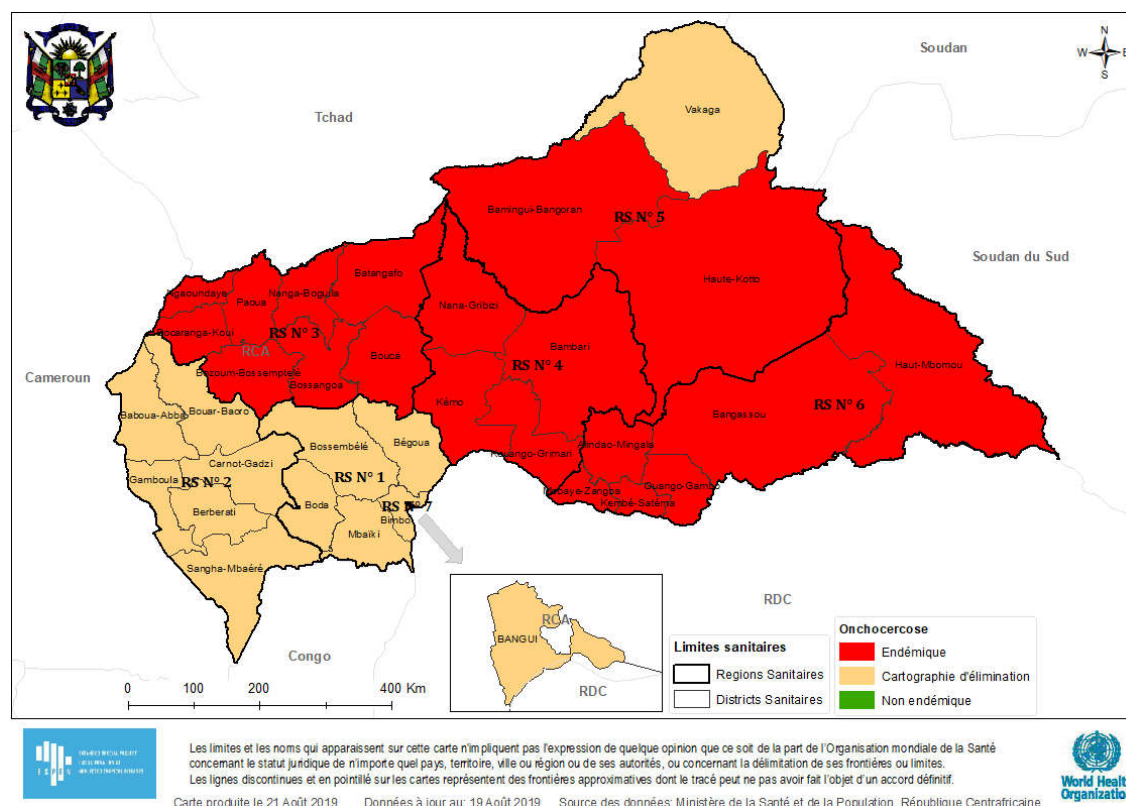 Soudan
N
W E
S
Tchad
Vakaga
Bamingui-Bangoran
RS N° 5
Soudan du Sud
Batangafo
Haute-Kotto
Ngaoundaye
Paoua
Nanga-Boguila
Nana-Gribizi
Bocaranga-Koui
RS N° 3
Bambari
RCA
Bouca
RS N° 4
Haut-Mbomou
Cameroun
Bozoum-Bossemptélé
Bossangoa
Baboua-Abba
Bouar-Baoro
Kémo
Bangassou
RS N° 6
Bossembélé
Bégoua
Alindao-Mingala
Carnot-Gadzi
Kouango-Grimari
Gamboula
RS N° 2
RS N° 1
Ouango-Gambo
Mobaye-Zangba
Berberati
Boda
RS N° 7
Kembé-Satéma
Bimbo
Mbaïki
Sangha-Mbaéré
RDC
RCA
BANGUI
RDC
Congo
0 100 200 400 Km
Limites sanitaires
Regions Sanitaires
Districts Sanitaires
Onchocercose
Endémique
Cartographie d'élimination
Non endémique
ESPEN
Les limites et les noms qui apparaissent sur cette carte n'impliquent pas l'expression de quelque opinion que ce soit de la part de l'Organisation mondiale de la Santé
concernant le statut juridique de n'importe quel pays, territoire, ville ou région ou de ses autorités, ou concernant la délimitation de ses frontières ou limites.
Les lignes discontinues et en pointillé sur les cartes représentent des frontières approximatives dont le tracé peut ne pas avoir fait l'objet d'un accord définitif.
World Health
Organization
Carte produite le 21 Août 2019 Données à jour au: 19 Août 2019 Source des données: Ministère de la Santé et de la Population, République Centrafricaine